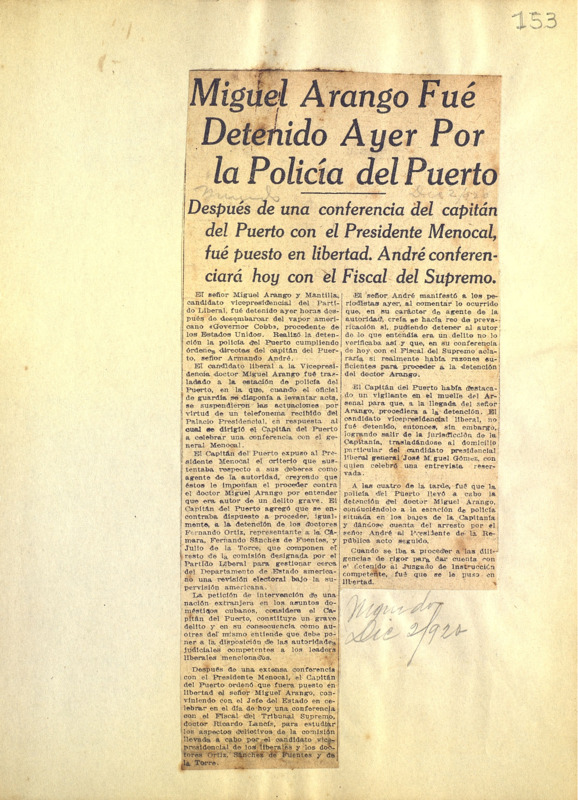 153
Miguel Arango Fué
Detenido Ayer Por
la Policía del Puerto
Después de una conferencia del capitán
del Puerto con el Presidente Menocal,
fué puesto en libertad. André conferen-
ciará hoy con el Fiscal del Supremo.
El señor Miguel Arango y Mantilla,
candidato vicepresidencial del Parti-
do Liberal, fué detenido ayer horas des-
pués de desembarcar del vapor ameri-
cano «Governor Cobb», procedente de
los Estados Unidos. Realizó la deten-
ción la policía del Puerto cumpliendo
órdenes directas del capitán del Puer-
to, señor Armando André.
El candidato liberal a la Vicepresi-
dencia doctor Miguel Arango fué tras-
ladado a la estación de policía del
Puerto, en la que, cuando el oficial
de guardia se disponía a levantar acta,
se suspendieron las actuaciones por
virtud de un telefonema recibido del
Palacio Presidencial, en respuesta al
cual se dirigió el Capitán del Puerto
a celebrar una conferencia con el ge-
neral Menocal.
El Capitán del Puerto expuso al Pre-
sidente Menocal el criterio que sus-
tentaba respecto a sus deberes como
agente de la autoridad, creyendo que
éstos le imponían el proceder contra
el doctor Miguel Arango por entender
que era autor de un delito grave. El
Capitán del Puerto agregó que se en-
contraba dispuesto a proceder, igual-
mente, a la detención de los doctores
Fernando Ortiz, representante a la Cá-
mara, Fernando Sánchez de Fuentes, y
Julio de la Torre, que componen el
resto de la comisión designada por el
Partido Liberal para gestionar cerca
del Departamento de Estado america-
no una revisión electoral bajo la su-
pervisión americana.
La petición de intervención de una
nación extranjera en los asuntos do-
mésticos cubanos, considera el Ca-
pitán del Puerto, constituye un grave
delito y en su consecuencia como au-
otres del mismo entiende que debe po-
ner a la disposición de las autoridades
judiciales competentes a los leaders
liberales mencionados.
Después de una extensa conferencia
con el Presidente Menocal, el Capitán
del Puerto ordenó que fuera puesto en
libertad el señor Miguel Arango, con-
viniendo con el Jefe del Estado en ce-
lebrar en el día de hoy una conferencia
con el Fiscal del Tribunal Supremo,
doctor Ricardo Lancís, para estudiar
los aspectos delictivos de la comisión
llevada a cabo por el candidato vice-
presidencial de los liberales y los doc-
tores Ortiz, Sánchez de Fuentes y de
la Torre.
El señor André manifestó a los pe-
riodistas ayer, al comentar lo ocurrido
que, en su carácter de agente de la
autoridad, creía se hacía reo de preva-
ricación si, pudiendo detener al autor
de lo que entendía era un delito no lo
verificaba así y que, en su conferencia
de hoy con el Fiscal del Supremo acla-
raría si realmente había razones su-
ficientes para proceder a la detención
del doctor Arango.
El Capitán del Puerto había destaca-
do un vigilante en el muelle del Ar-
senal para que, a la llegada del señor
Arango, procediera a la detención. El
candidato vicepresidencial liberal, no
fué detenido, entonces, sin embargo,
logrando salir de la jurisdicción de la
Capitanía, trasladándose al domicilio
particular del candidato presidencial
liberal general José Miguel Gómez, con
quien celebró una entrevista reser-
vada.
A las cuatro de la tarde, fué que la
policía del Puerto llevó a cabo la
detención del doctor Miguel Arango,
conduciéndolo a la estación de policía
situada en los bajos de la Capitanía
y dándose cuenta del arresto por el
señor André al Presidente de la Re-
pública acto seguido.
Cuando se iba a proceder a las dili-
gencias de rigor para dar cuenta con
el detenido al Juzgado de Instrucción
competente, fué que se le puso en
libertad.
Mundo
Dic 2/920